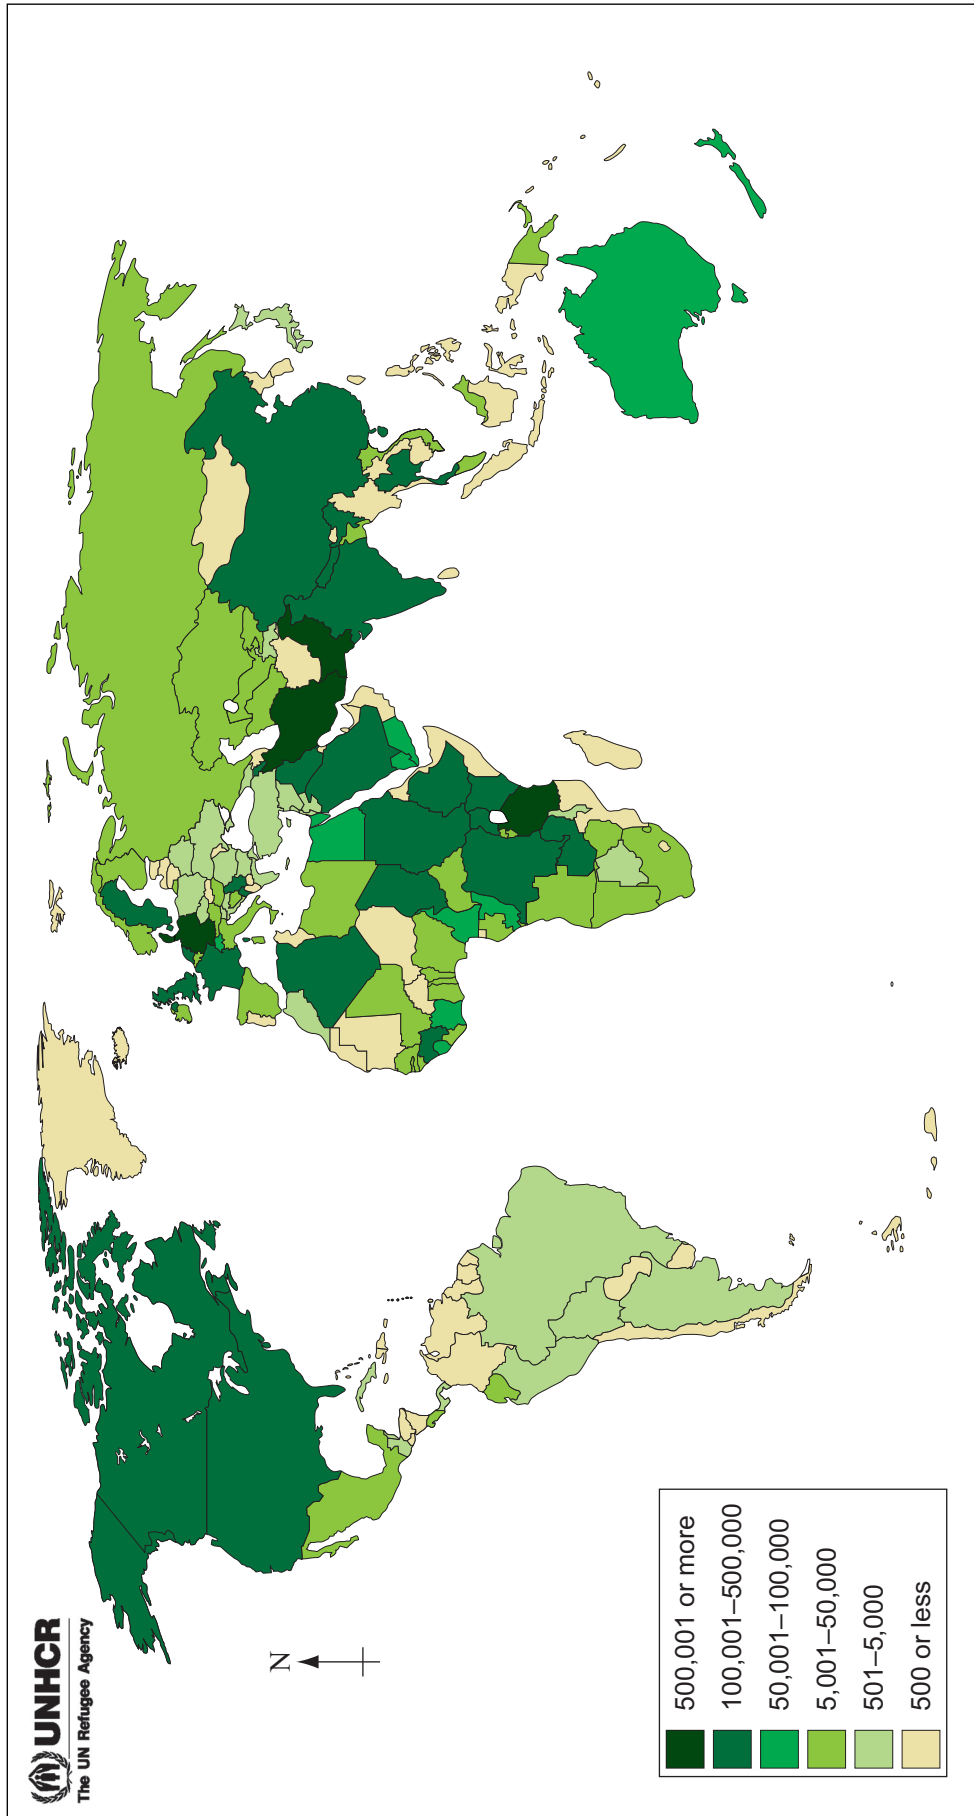 UNHCR
The UN Refugee Agency
N
500,001 or more
100,001–500,000
50,001–100,000
5,001–50,000
501–5,000
500 or less